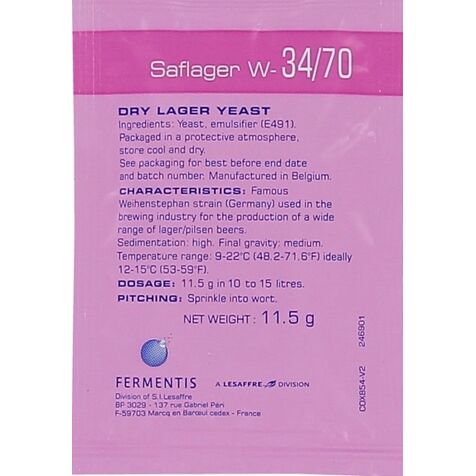 Saflager W-34/70
DRY LAGER YEAST
Ingredients: Yeast, emulsifier (E491).
Packaged in a protective atmosphere,
store cool and dry.
See packaging for best before end date
and batch number. Manufactured in Belgium.
CHARACTERISTICS: Famous
Weihenstephan strain (Germany) used in the
brewing industry for the production of a wide
range of lager/pilsen beers.
Sedimentation: high. Final gravity: medium.
Temperature range: 9-22°C (48.2-71.6°F) ideally
12-15°C (53-59°F).
DOSAGE: 11.5 g in 10 to 15 litres.
PITCHING: Sprinkle into wort.
NET WEIGHT: 11.5 g
FERMENTIS
A LESAFFRE DIVISION
Division of S.I.Lesaffre
BP 3029 - 137 rue Gabriel Péri
F-59703 Marcq en Barœul cedex - France
CDX854-V2 246901